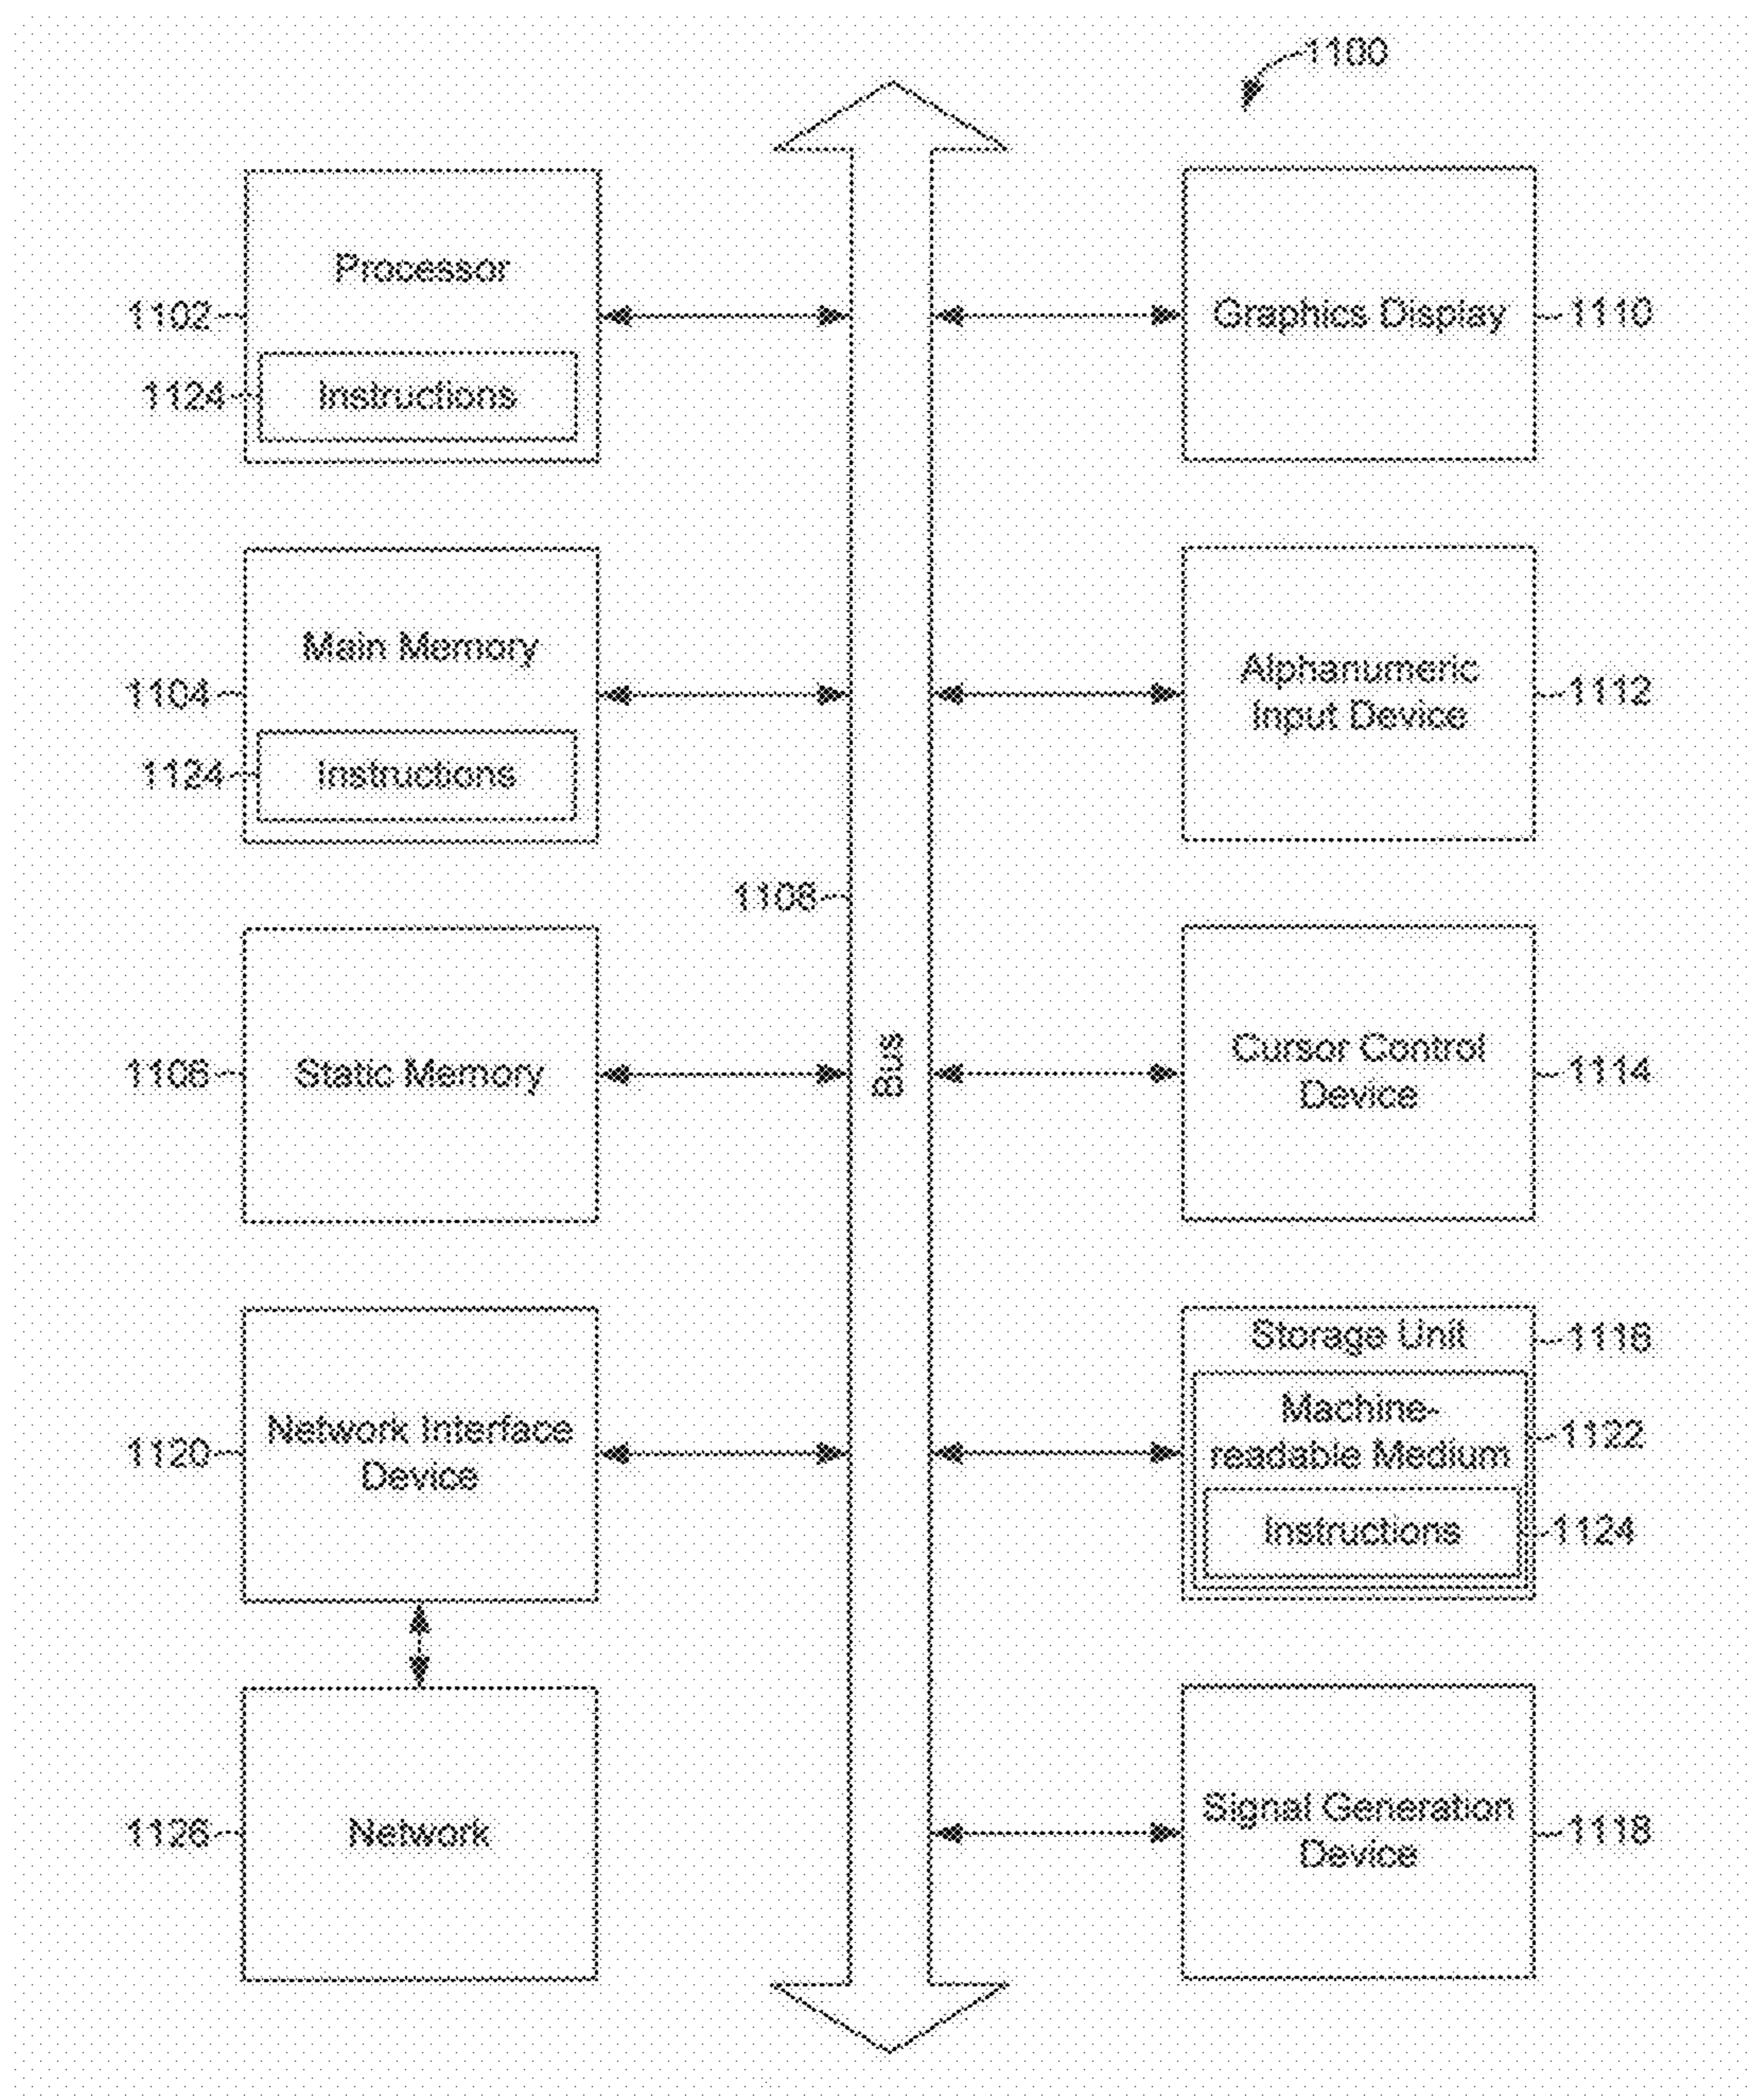 1100
Processor
1102
1124
Instructions
Graphics Display
1110
Main Memory
1104
1124
Instructions
Alphanumeric
Input Device
1112
1108
Bus
1106
Static Memory
Cursor Control
Device
1114
1120
Network Interface
Device
Storage Unit
1116
Machine-
readable Medium
1122
Instructions
1124
1126
Network
Signal Generation
Device
1118